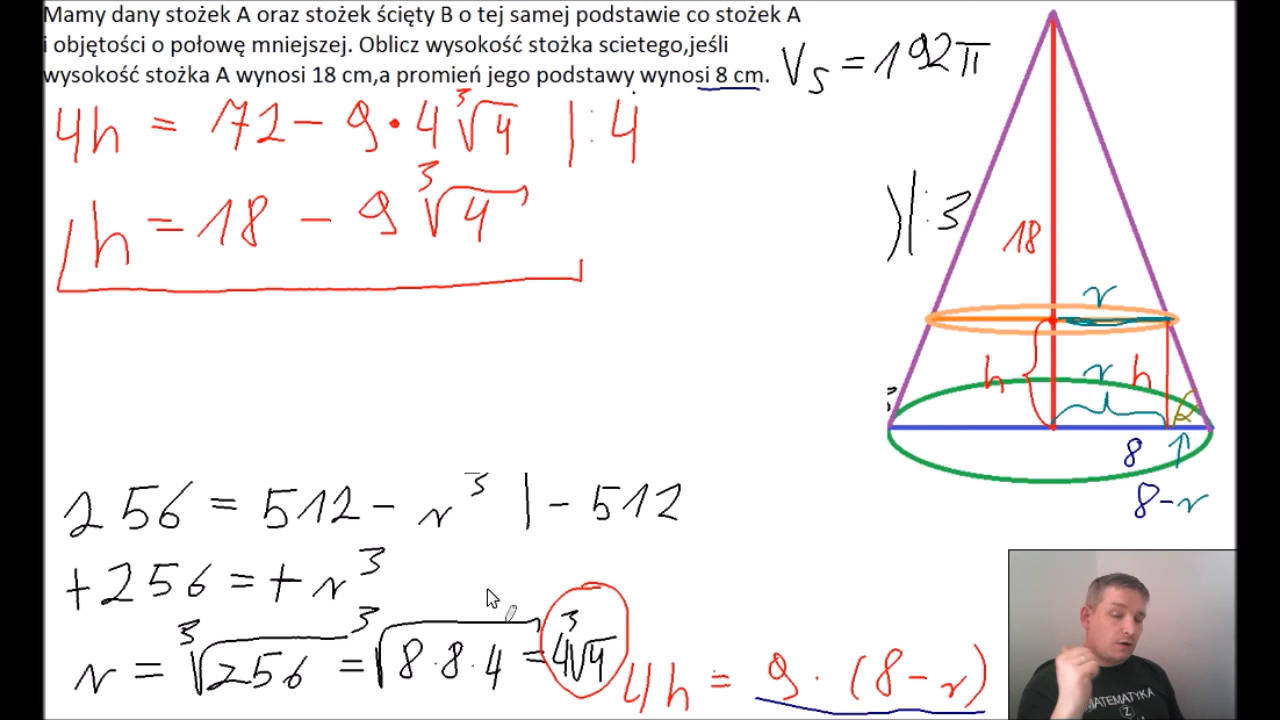 Mamy dany stożek A oraz stożek ścięty B o tej samej podstawie co stożek A
i objętości o połowę mniejszej. Oblicz wysokość stożka scietego,jeśli
wysokość stożka A wynosi 18 cm,a promień jego podstawy wynosi 8 cm.
V_S = 192π
4h = 72 - 9 • 4∛4 |:4
h = 18 - 9∛4
)|:3
18
r
h
r
h
α
8
8-r
256 = 512 - r³ |-512
+256 = +r³
r = ∛256 = ∛8·8·4 = 4∛4
4h = 9·(8-r)
MATEMATYKA
Z